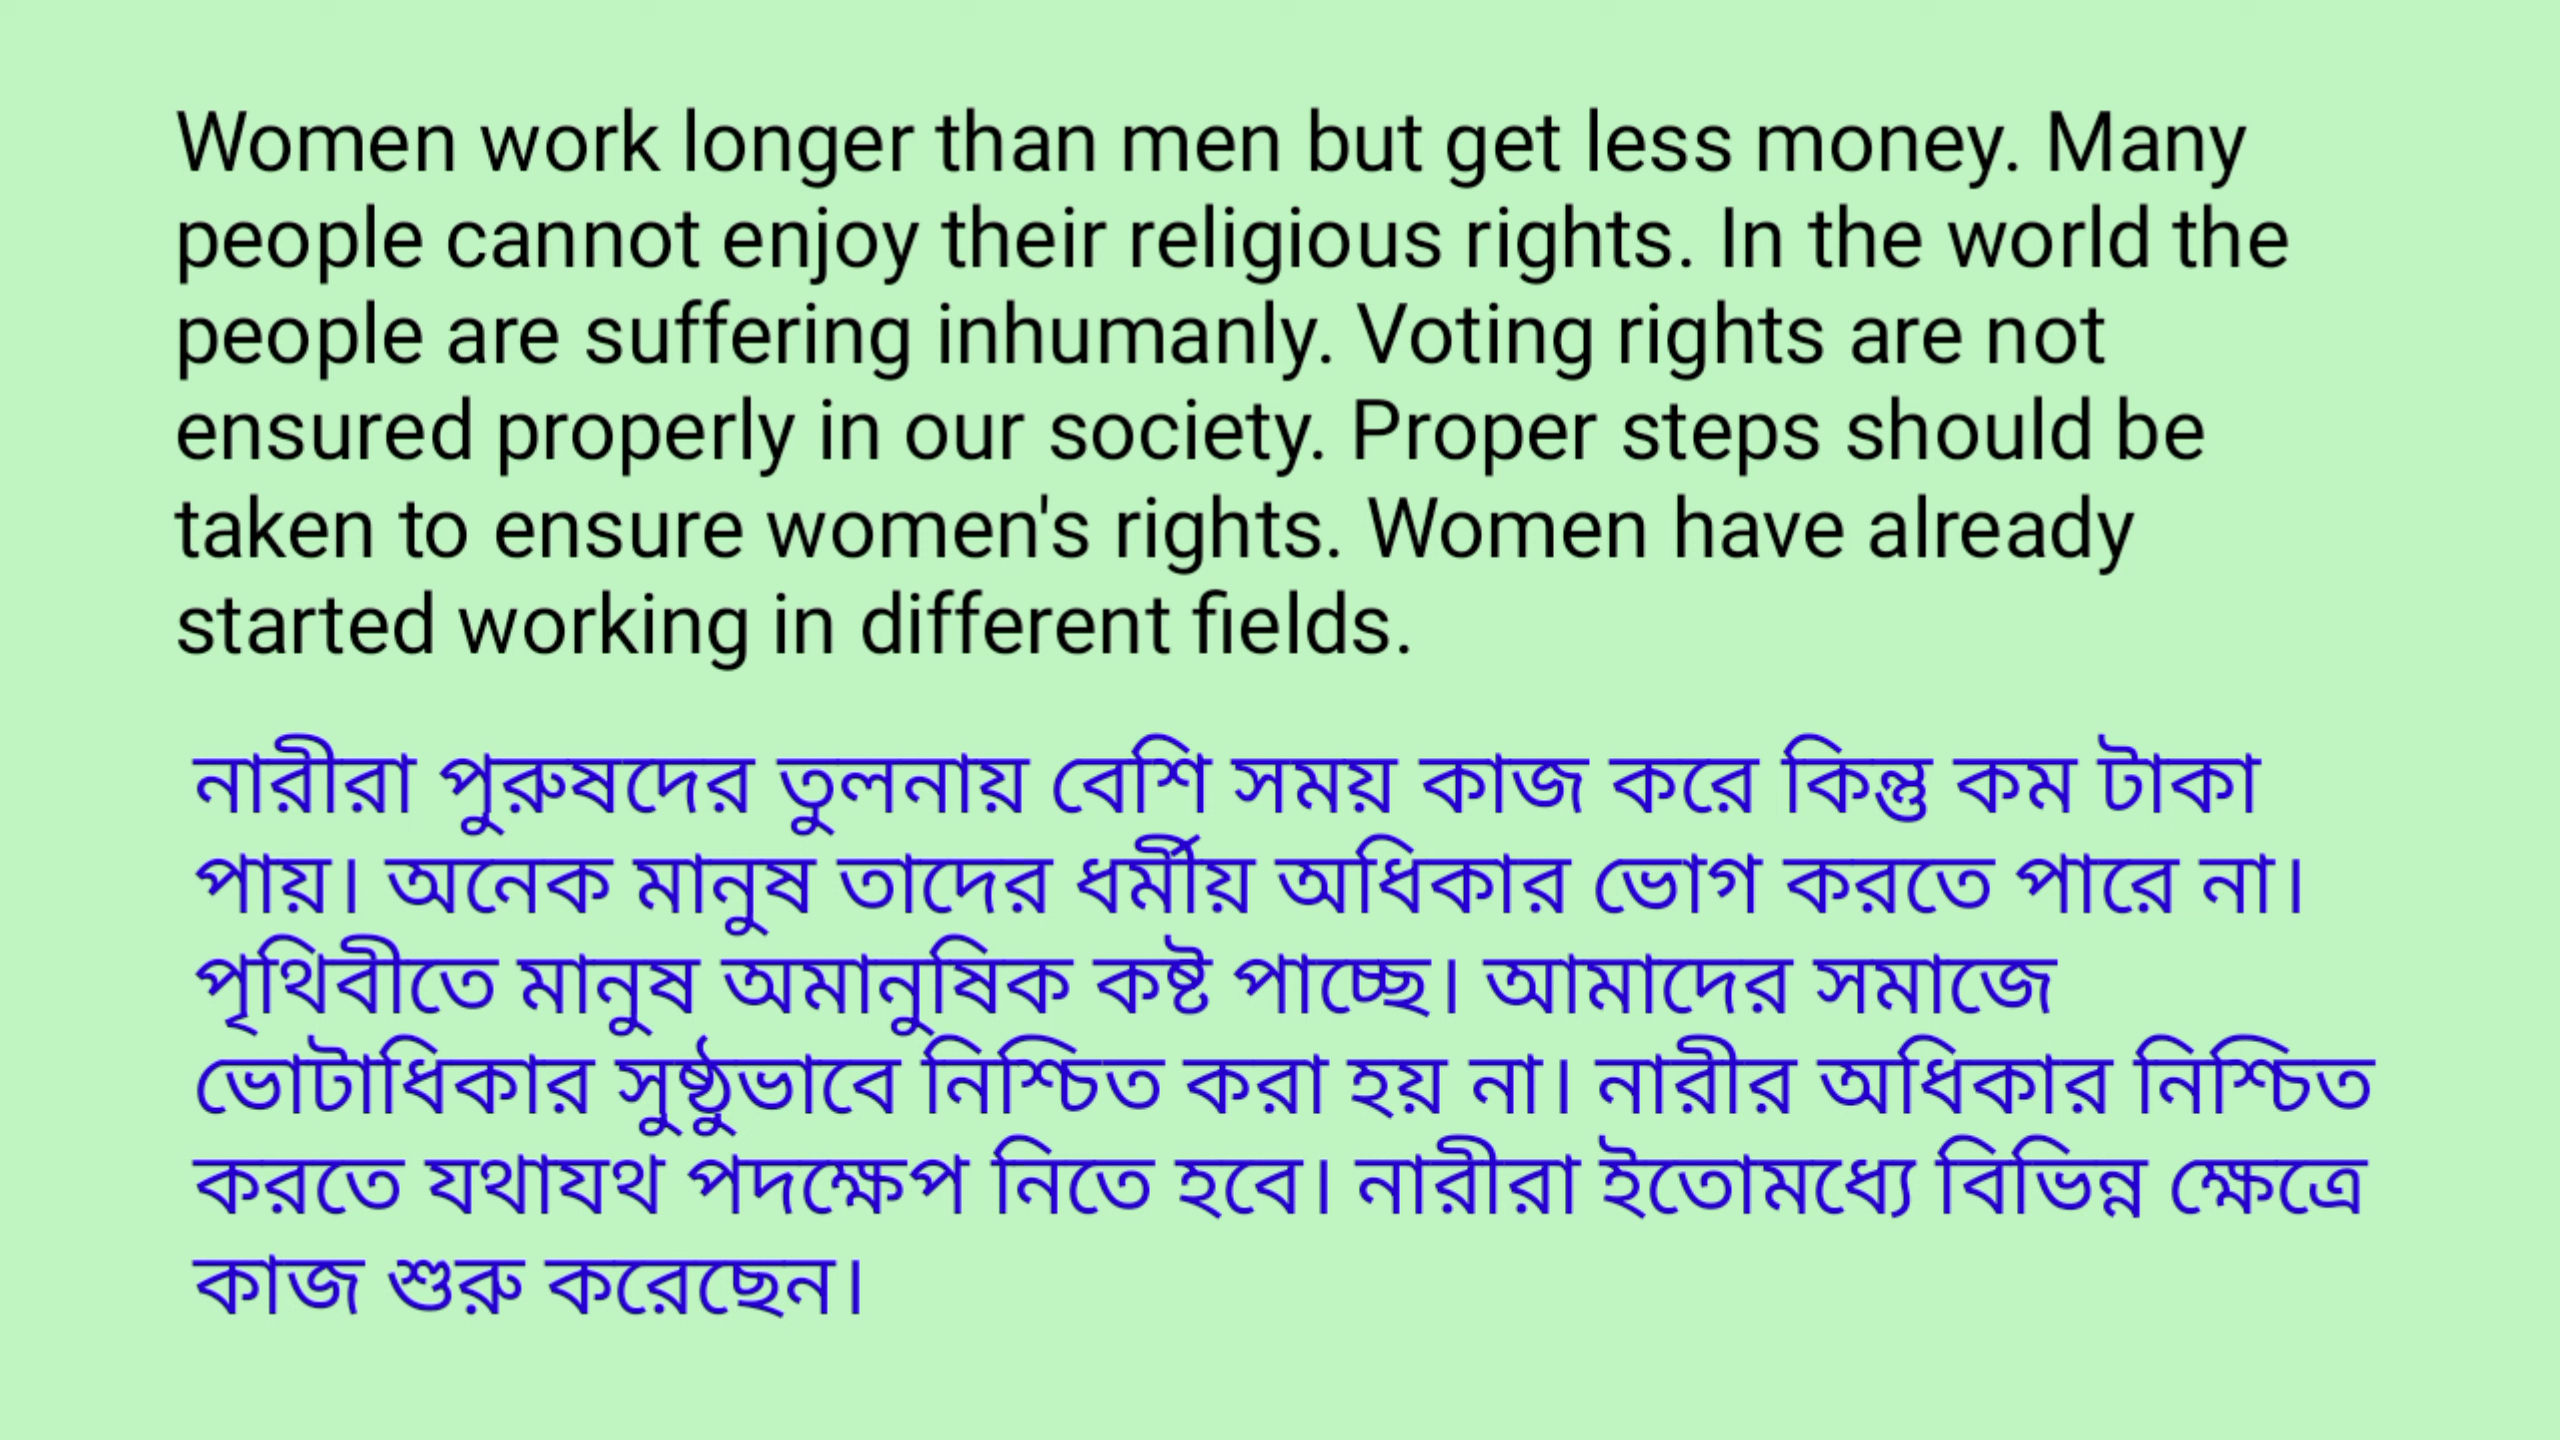 Women work longer than men but get less money. Many
people cannot enjoy their religious rights. In the world the
people are suffering inhumanly. Voting rights are not
ensured properly in our society. Proper steps should be
taken to ensure women's rights. Women have already
started working in different fields.
নারীরা পুরুষদের তুলনায় বেশি সময় কাজ করে কিন্তু কম টাকা
পায়। অনেক মানুষ তাদের ধর্মীয় অধিকার ভোগ করতে পারে না।
পৃথিবীতে মানুষ অমানুষিক কষ্ট পাচ্ছে। আমাদের সমাজে
ভোটাধিকার সুষ্ঠুভাবে নিশ্চিত করা হয় না। নারীর অধিকার নিশ্চিত
করতে যথাযথ পদক্ষেপ নিতে হবে। নারীরা ইতোমধ্যে বিভিন্ন ক্ষেত্রে
কাজ শুরু করেছেন।